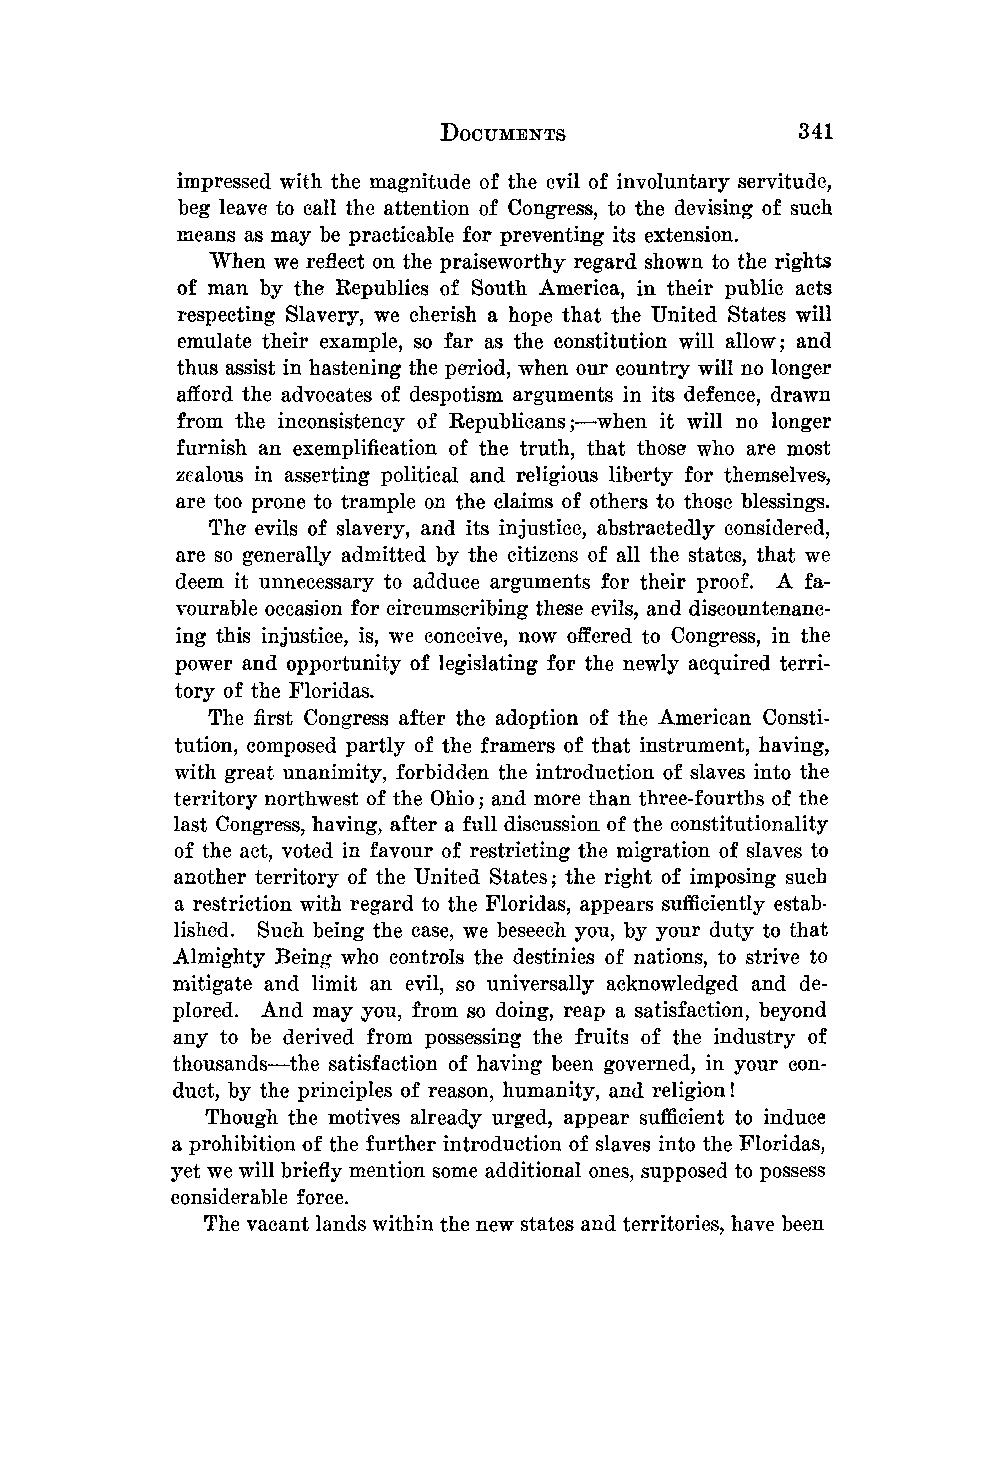 DOCUMENTS 341
impressed with the magnitude of the evil of involuntary servitude,
beg leave to call the attention of Congress, to the devising of such
means as may be practicable for preventing its extension.
When we reflect on the praiseworthy regard shown to the rights
of man by the Republics of South America, in their public acts
respecting Slavery, we cherish a hope that the United States will
emulate their example, so far as the constitution will allow; and
thus assist in hastening the period, when our country will no longer
afford the advocates of despotism arguments in its defence, drawn
from the inconsistency of Republicans;—when it will no longer
furnish an exemplification of the truth, that those who are most
zealous in asserting political and religious liberty for themselves,
are too prone to trample on the claims of others to those blessings.
The evils of slavery, and its injustice, abstractedly considered,
are so generally admitted by the citizens of all the states, that we
deem it unnecessary to adduce arguments for their proof. A fa-
vourable occasion for circumscribing these evils, and discountenanc-
ing this injustice, is, we conceive, now offered to Congress, in the
power and opportunity of legislating for the newly acquired terri-
tory of the Floridas.
The first Congress after the adoption of the American Consti-
tution, composed partly of the framers of that instrument, having,
with great unanimity, forbidden the introduction of slaves into the
territory northwest of the Ohio; and more than three-fourths of the
last Congress, having, after a full discussion of the constitutionality
of the act, voted in favour of restricting the migration of slaves to
another territory of the United States; the right of imposing such
a restriction with regard to the Floridas, appears sufficiently estab-
lished. Such being the case, we beseech you, by your duty to that
Almighty Being who controls the destinies of nations, to strive to
mitigate and limit an evil, so universally acknowledged and de-
plored. And may you, from so doing, reap a satisfaction, beyond
any to be derived from possessing the fruits of the industry of
thousands—the satisfaction of having been governed, in your con-
duct, by the principles of reason, humanity, and religion!
Though the motives already urged, appear sufficient to induce
a prohibition of the further introduction of slaves into the Floridas,
yet we will briefly mention some additional ones, supposed to possess
considerable force.
The vacant lands within the new states and territories, have been